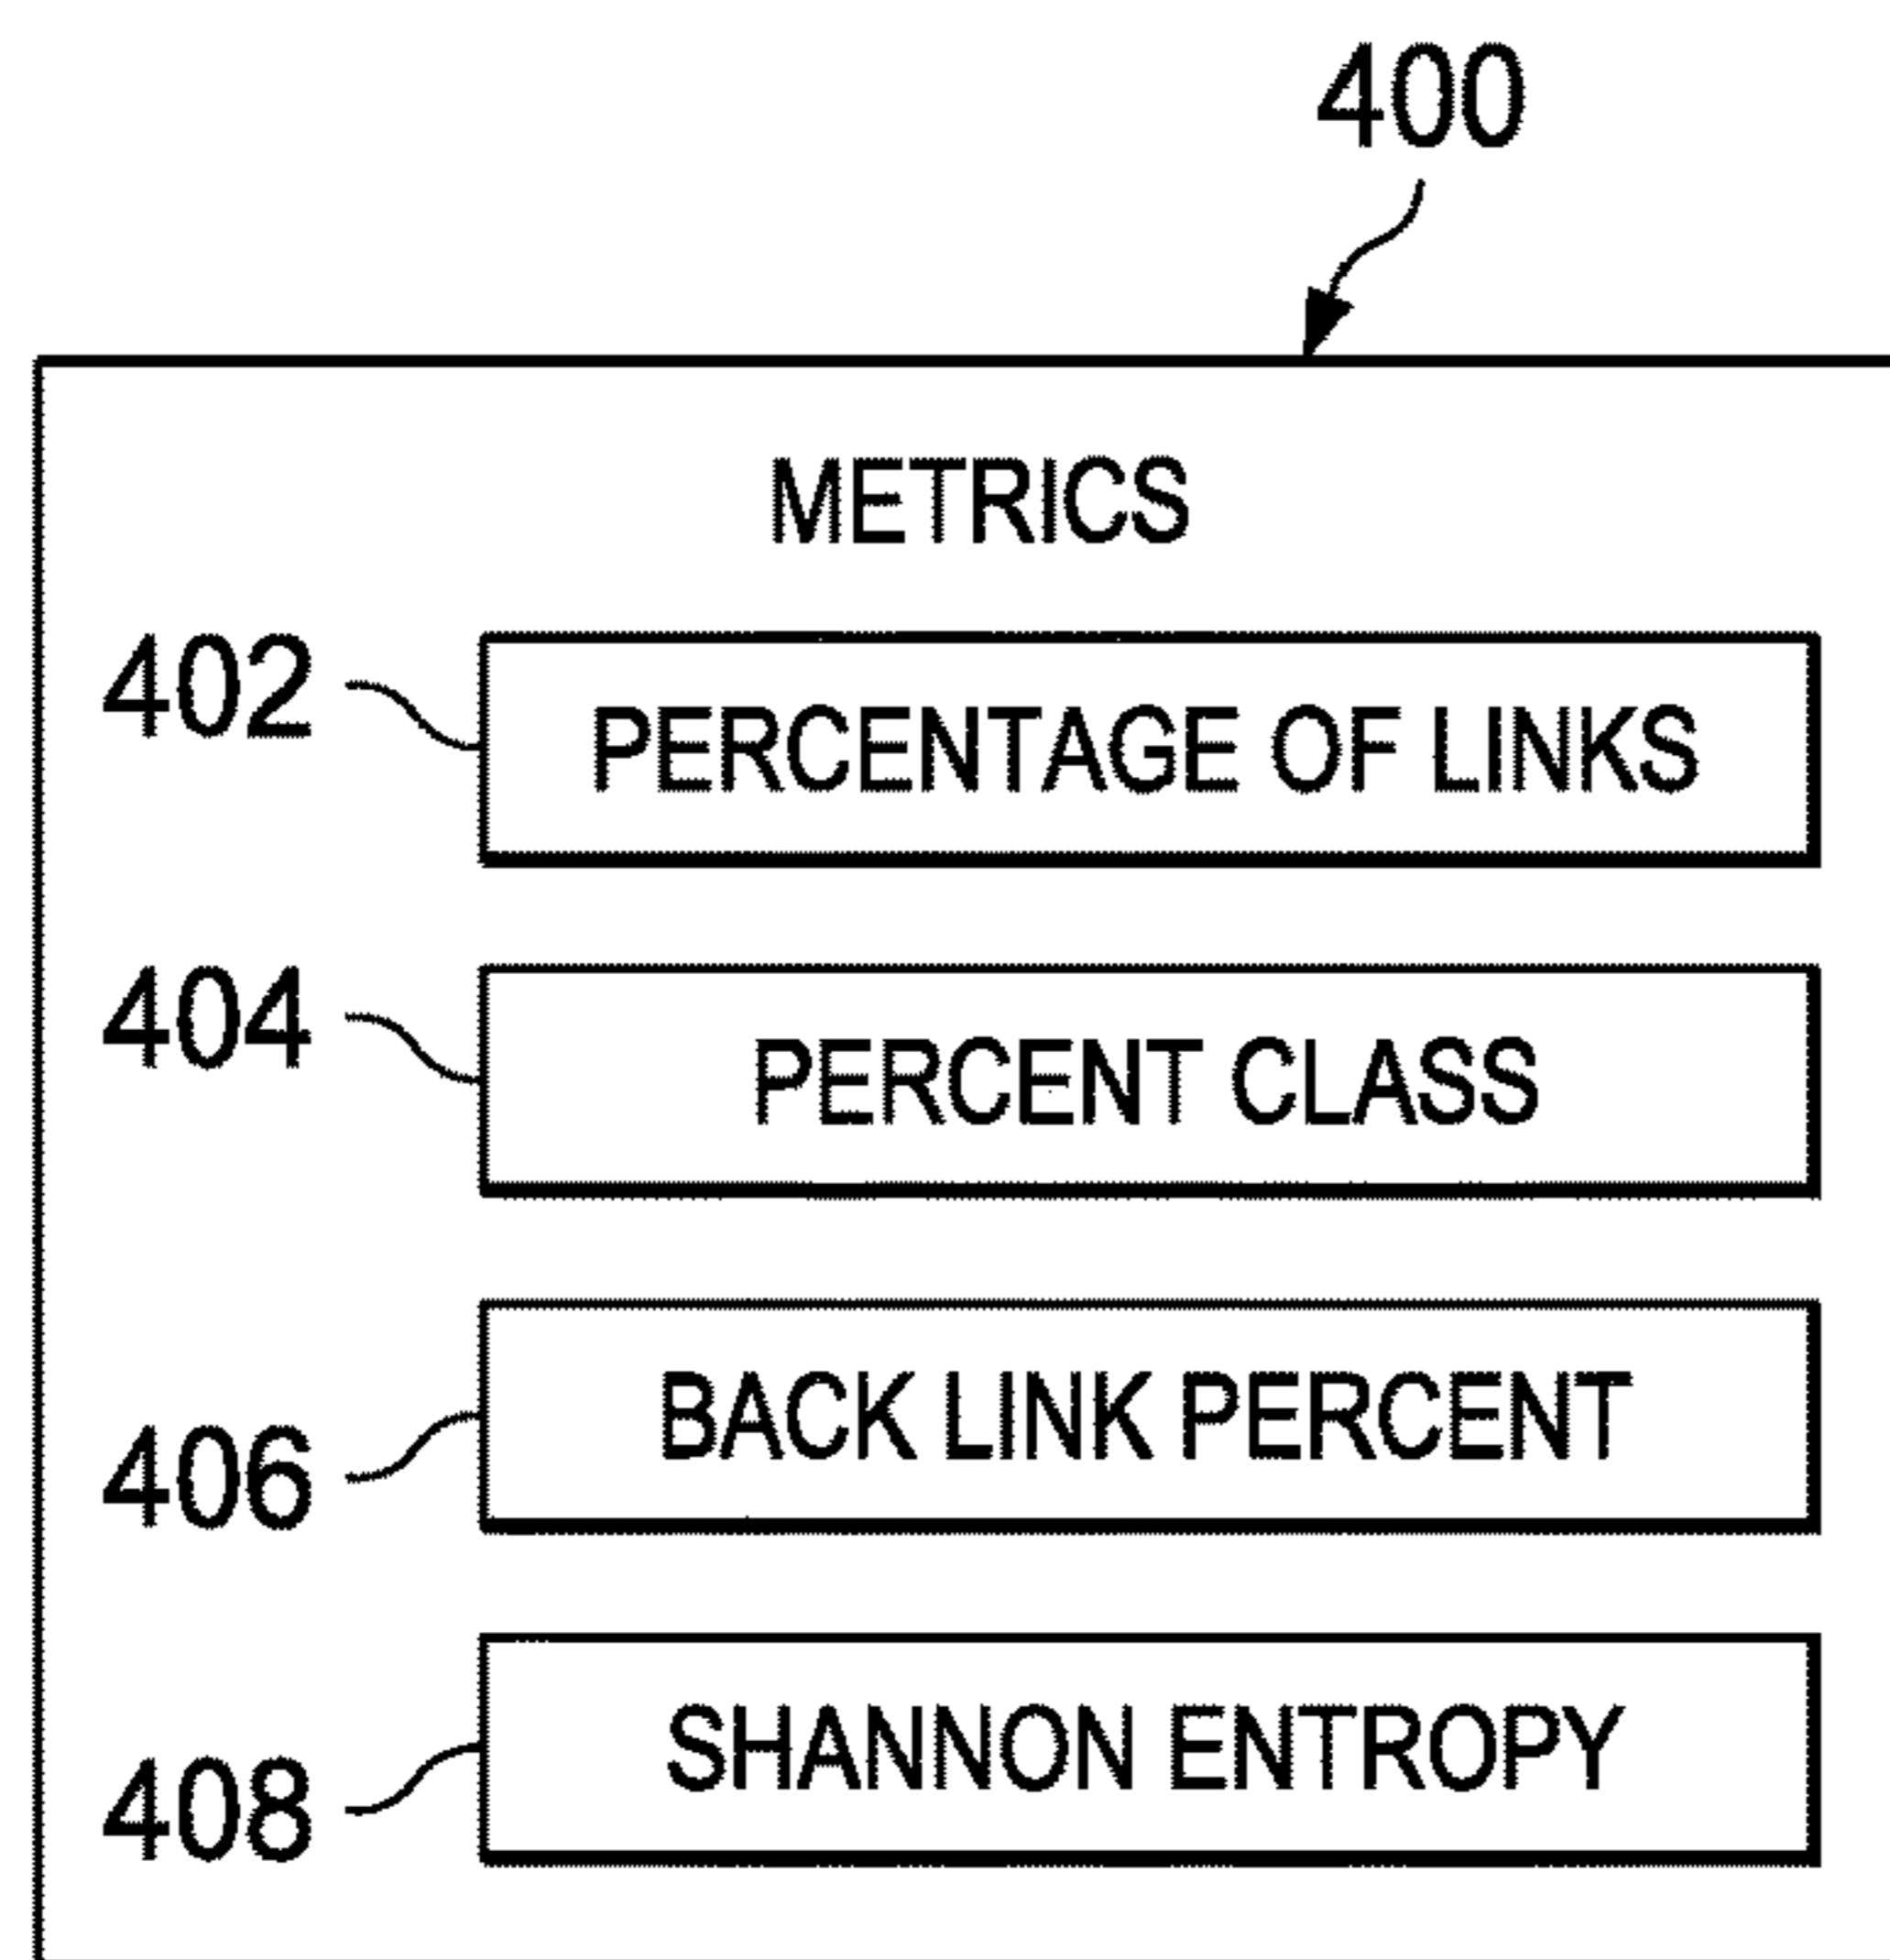 400
METRICS
402 PERCENTAGE OF LINKS
404 PERCENT CLASS
406 BACK LINK PERCENT
408 SHANNON ENTROPY